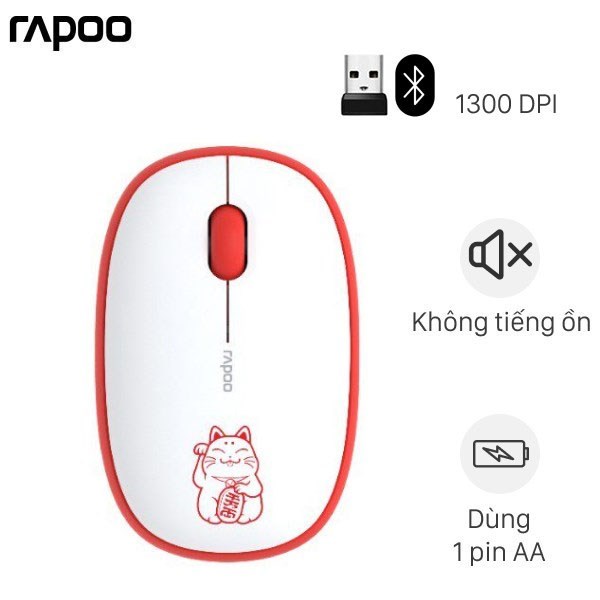 rapoo
1300 DPI
Không tiếng ồn
rapoo
Dùng
1 pin AA